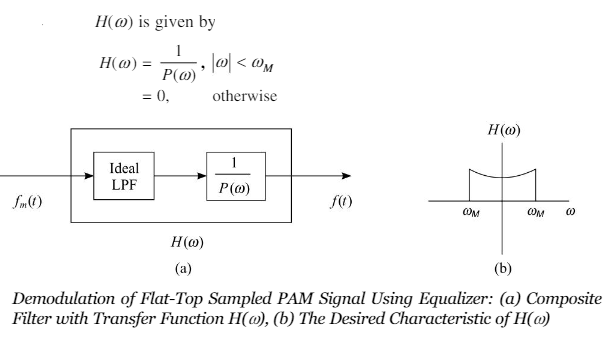 H(ω) is given by
H(ω) = 1/P(ω), |ω| < ω_M
= 0, otherwise
Ideal
LPF
1/P(ω)
f_m(t)
f(t)
H(ω)
(a)
H(ω)
ω_M
ω_M
ω
(b)
Demodulation of Flat-Top Sampled PAM Signal Using Equalizer: (a) Composite
Filter with Transfer Function H(ω), (b) The Desired Characteristic of H(ω)